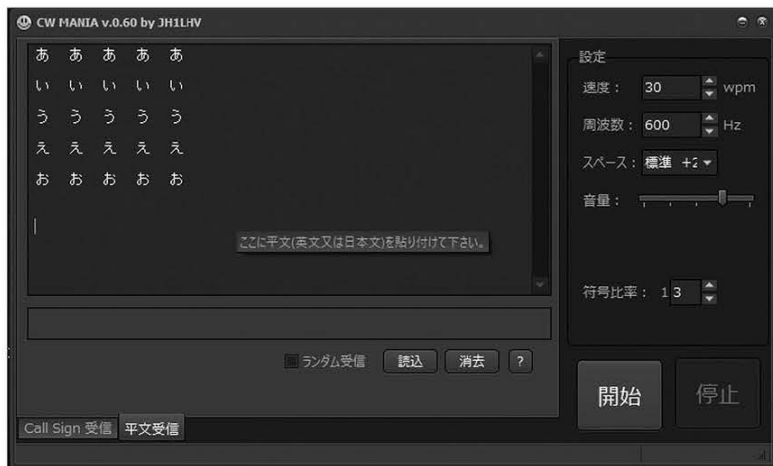 CW MANIA v.0.60 by JH1LHV
あ あ あ あ あ
い い い い い
う う う う う
え え え え え
お お お お お
ここに平文(英文又は日本文)を貼り付けて下さい。
ランダム受信 読込 消去 ?
Call Sign 受信 平文受信
設定
速度： 30 wpm
周波数： 600 Hz
スペース： 標準 +2
音量：
符号比率： 1 3
開始 停止